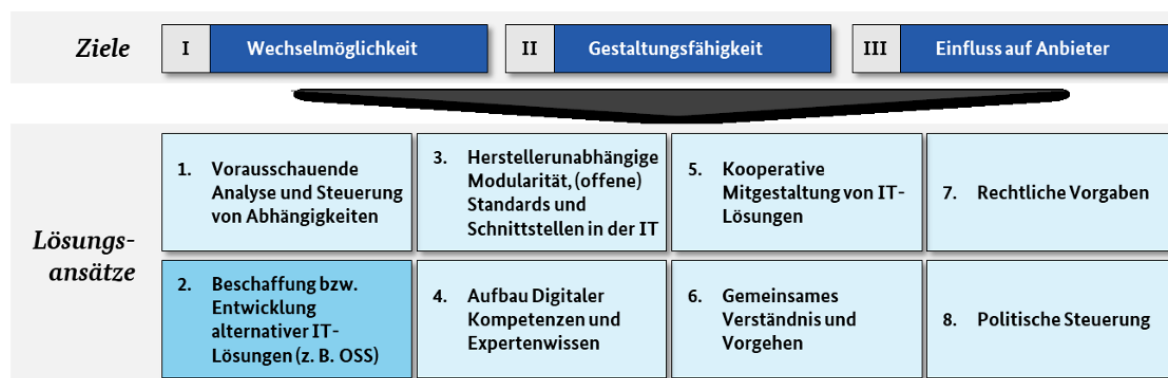 Ziele
I
Wechselmöglichkeit
II
Gestaltungsfähigkeit
III
Einfluss auf Anbieter
Lösungs-
ansätze
1. Vorausschauende
Analyse und Steuerung
von Abhängigkeiten
3. Herstellerunabhängige
Modularität, (offene)
Standards und
Schnittstellen in der IT
5. Kooperative
Mitgestaltung von IT-
Lösungen
7. Rechtliche Vorgaben
2. Beschaffung bzw.
Entwicklung
alternativer IT-
Lösungen (z. B. OSS)
4. Aufbau Digitaler
Kompetenzen und
Expertenwissen
6. Gemeinsames
Verständnis und
Vorgehen
8. Politische Steuerung